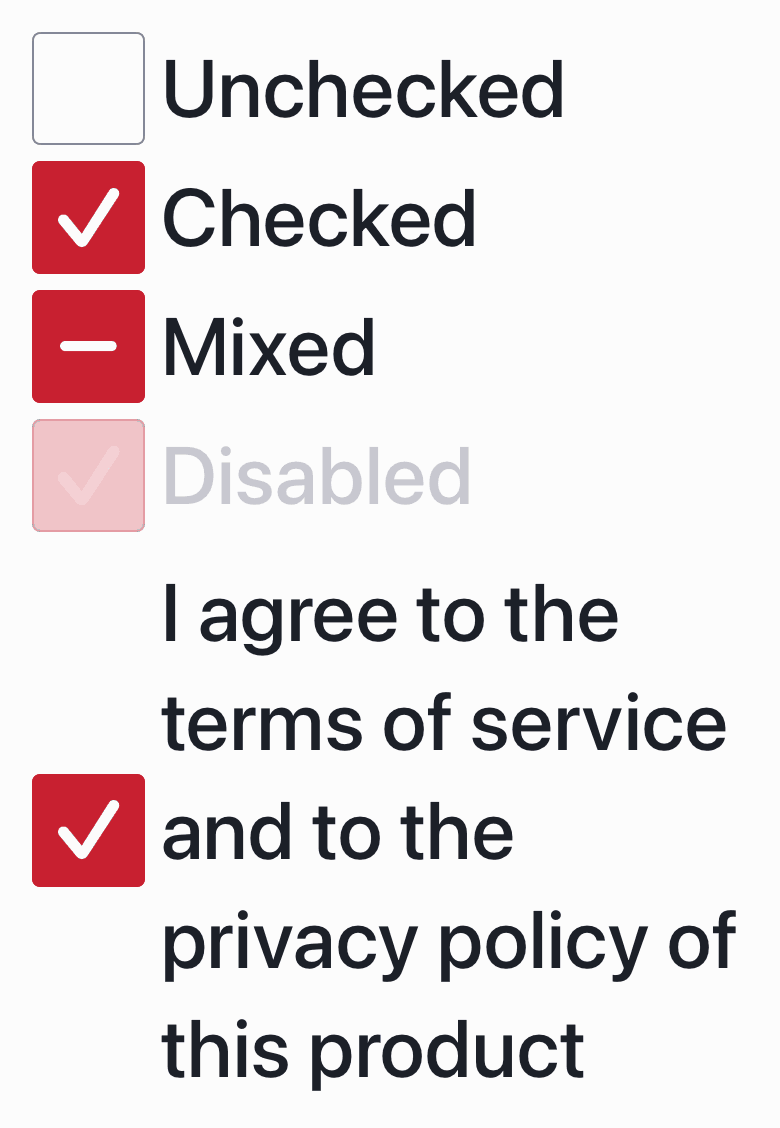 Unchecked
Checked
Mixed
Disabled
I agree to the
terms of service
and to the
privacy policy of
this product